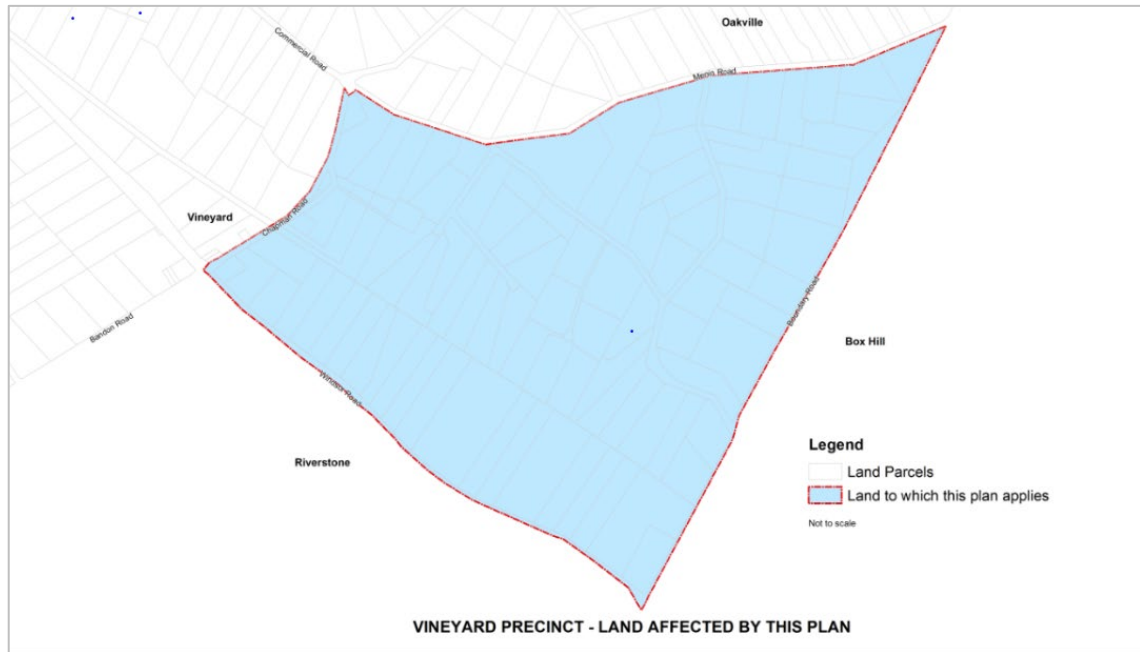 Oakville
Commercial Road
Menin Road
Vineyard
Chapman Road
Boundary Road
Bandon Road
Box Hill
Windsor Road
Riverstone
Legend
Land Parcels
Land to which this plan applies
Not to scale
VINEYARD PRECINCT - LAND AFFECTED BY THIS PLAN